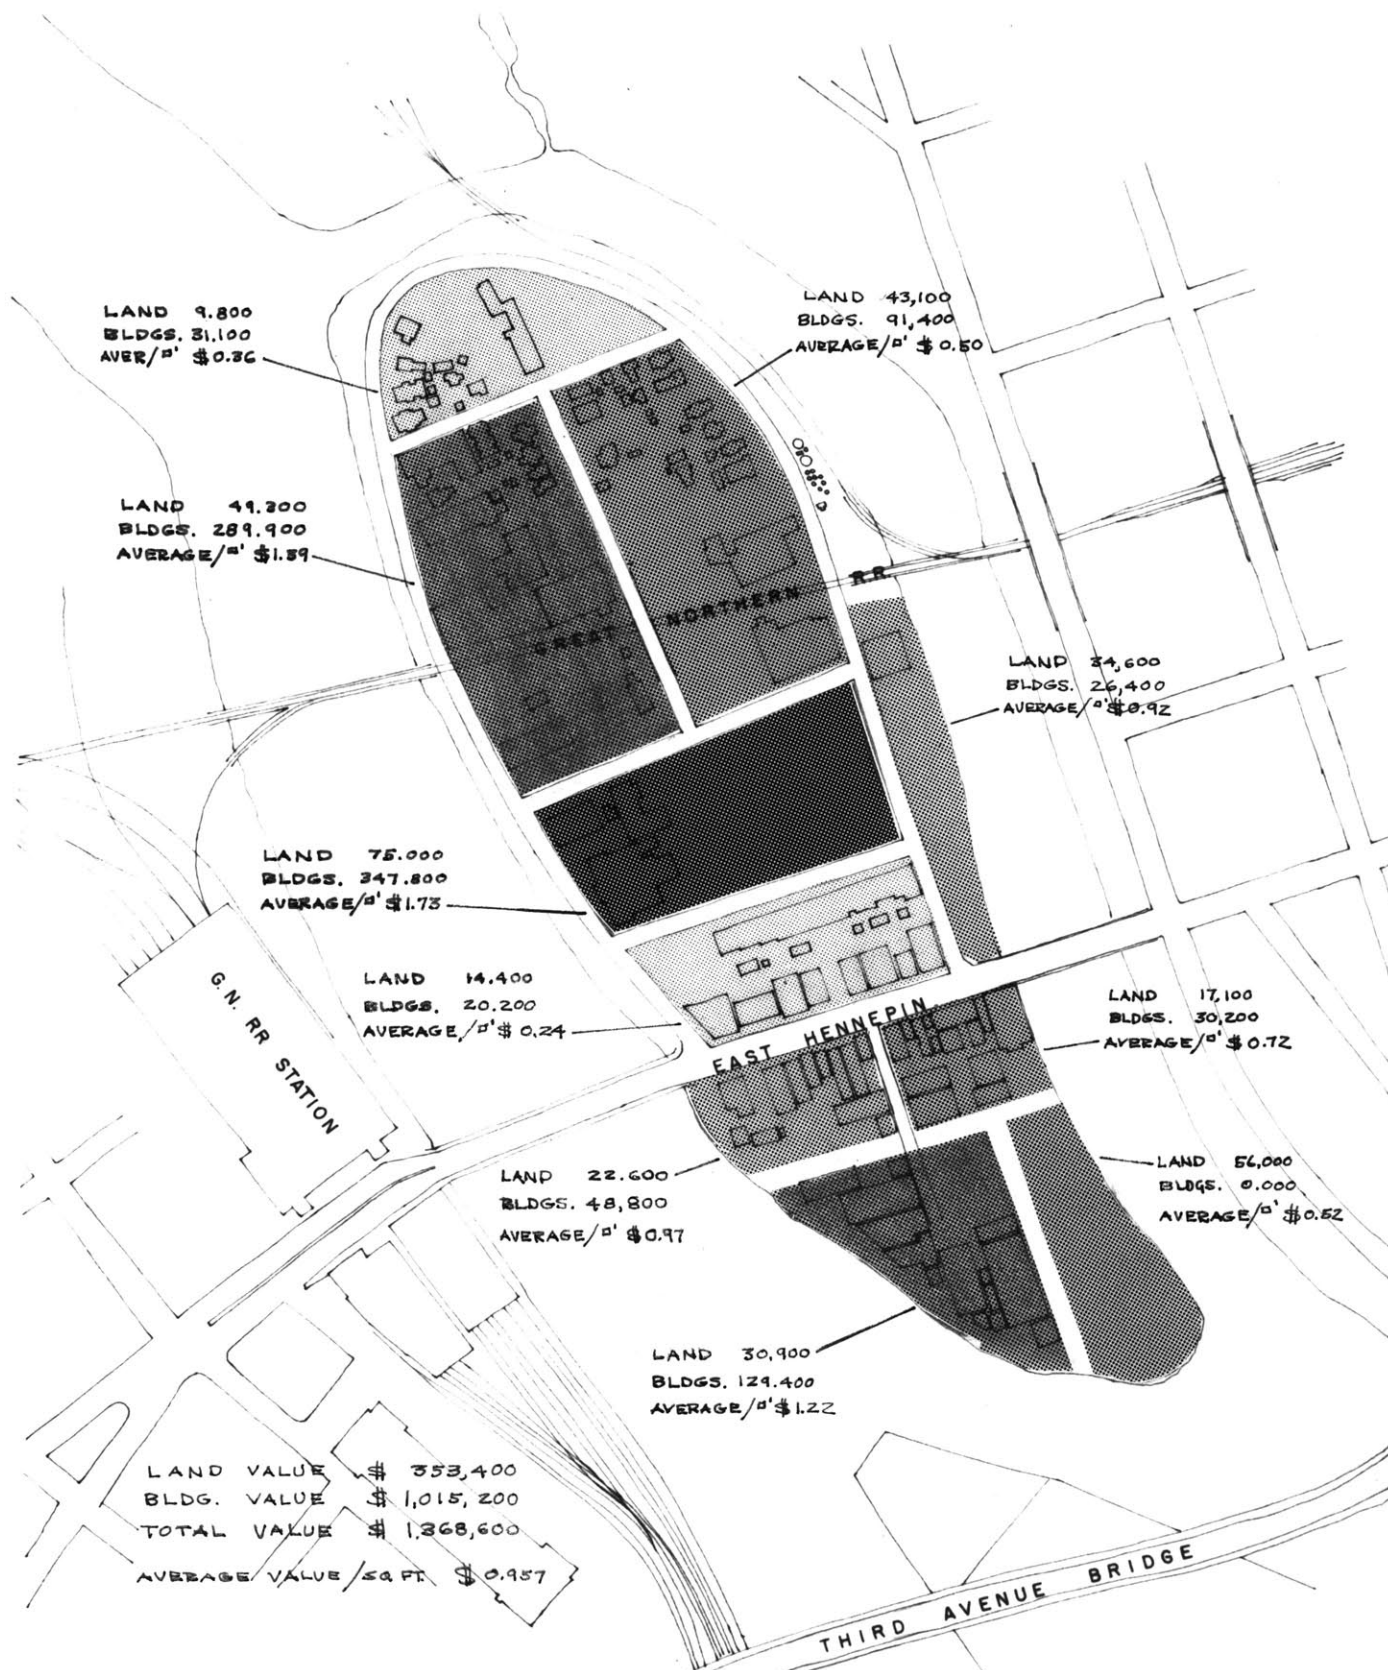 LAND 9.800
BLDGS. 31.100
AVER/□' $0.36
LAND 43,100
BLDGS. 91,400
AVERAGE/□' $0.50
LAND 49.300
BLDGS. 289.900
AVERAGE/□' $1.39
GREAT NORTHERN R.R.
LAND 34,600
BLDGS. 26,400
AVERAGE/□' $0.92
LAND 75.000
BLDGS. 347.800
AVERAGE/□' $1.73
G.N. RR STATION
LAND 14.400
BLDGS. 20.200
AVERAGE/□' $0.24
EAST HENNEPIN
LAND 17,100
BLDGS. 30,200
AVERAGE/□' $0.72
LAND 22.600
BLDGS. 48,800
AVERAGE/□' $0.97
LAND 56,000
BLDGS. 0.000
AVERAGE/□' $0.52
LAND 30,900
BLDGS. 129.400
AVERAGE/□' $1.22
LAND VALUE $ 353,400
BLDG. VALUE $ 1,015,200
TOTAL VALUE $ 1,368,600
AVERAGE VALUE/SQ FT. $ 0.957
THIRD AVENUE BRIDGE